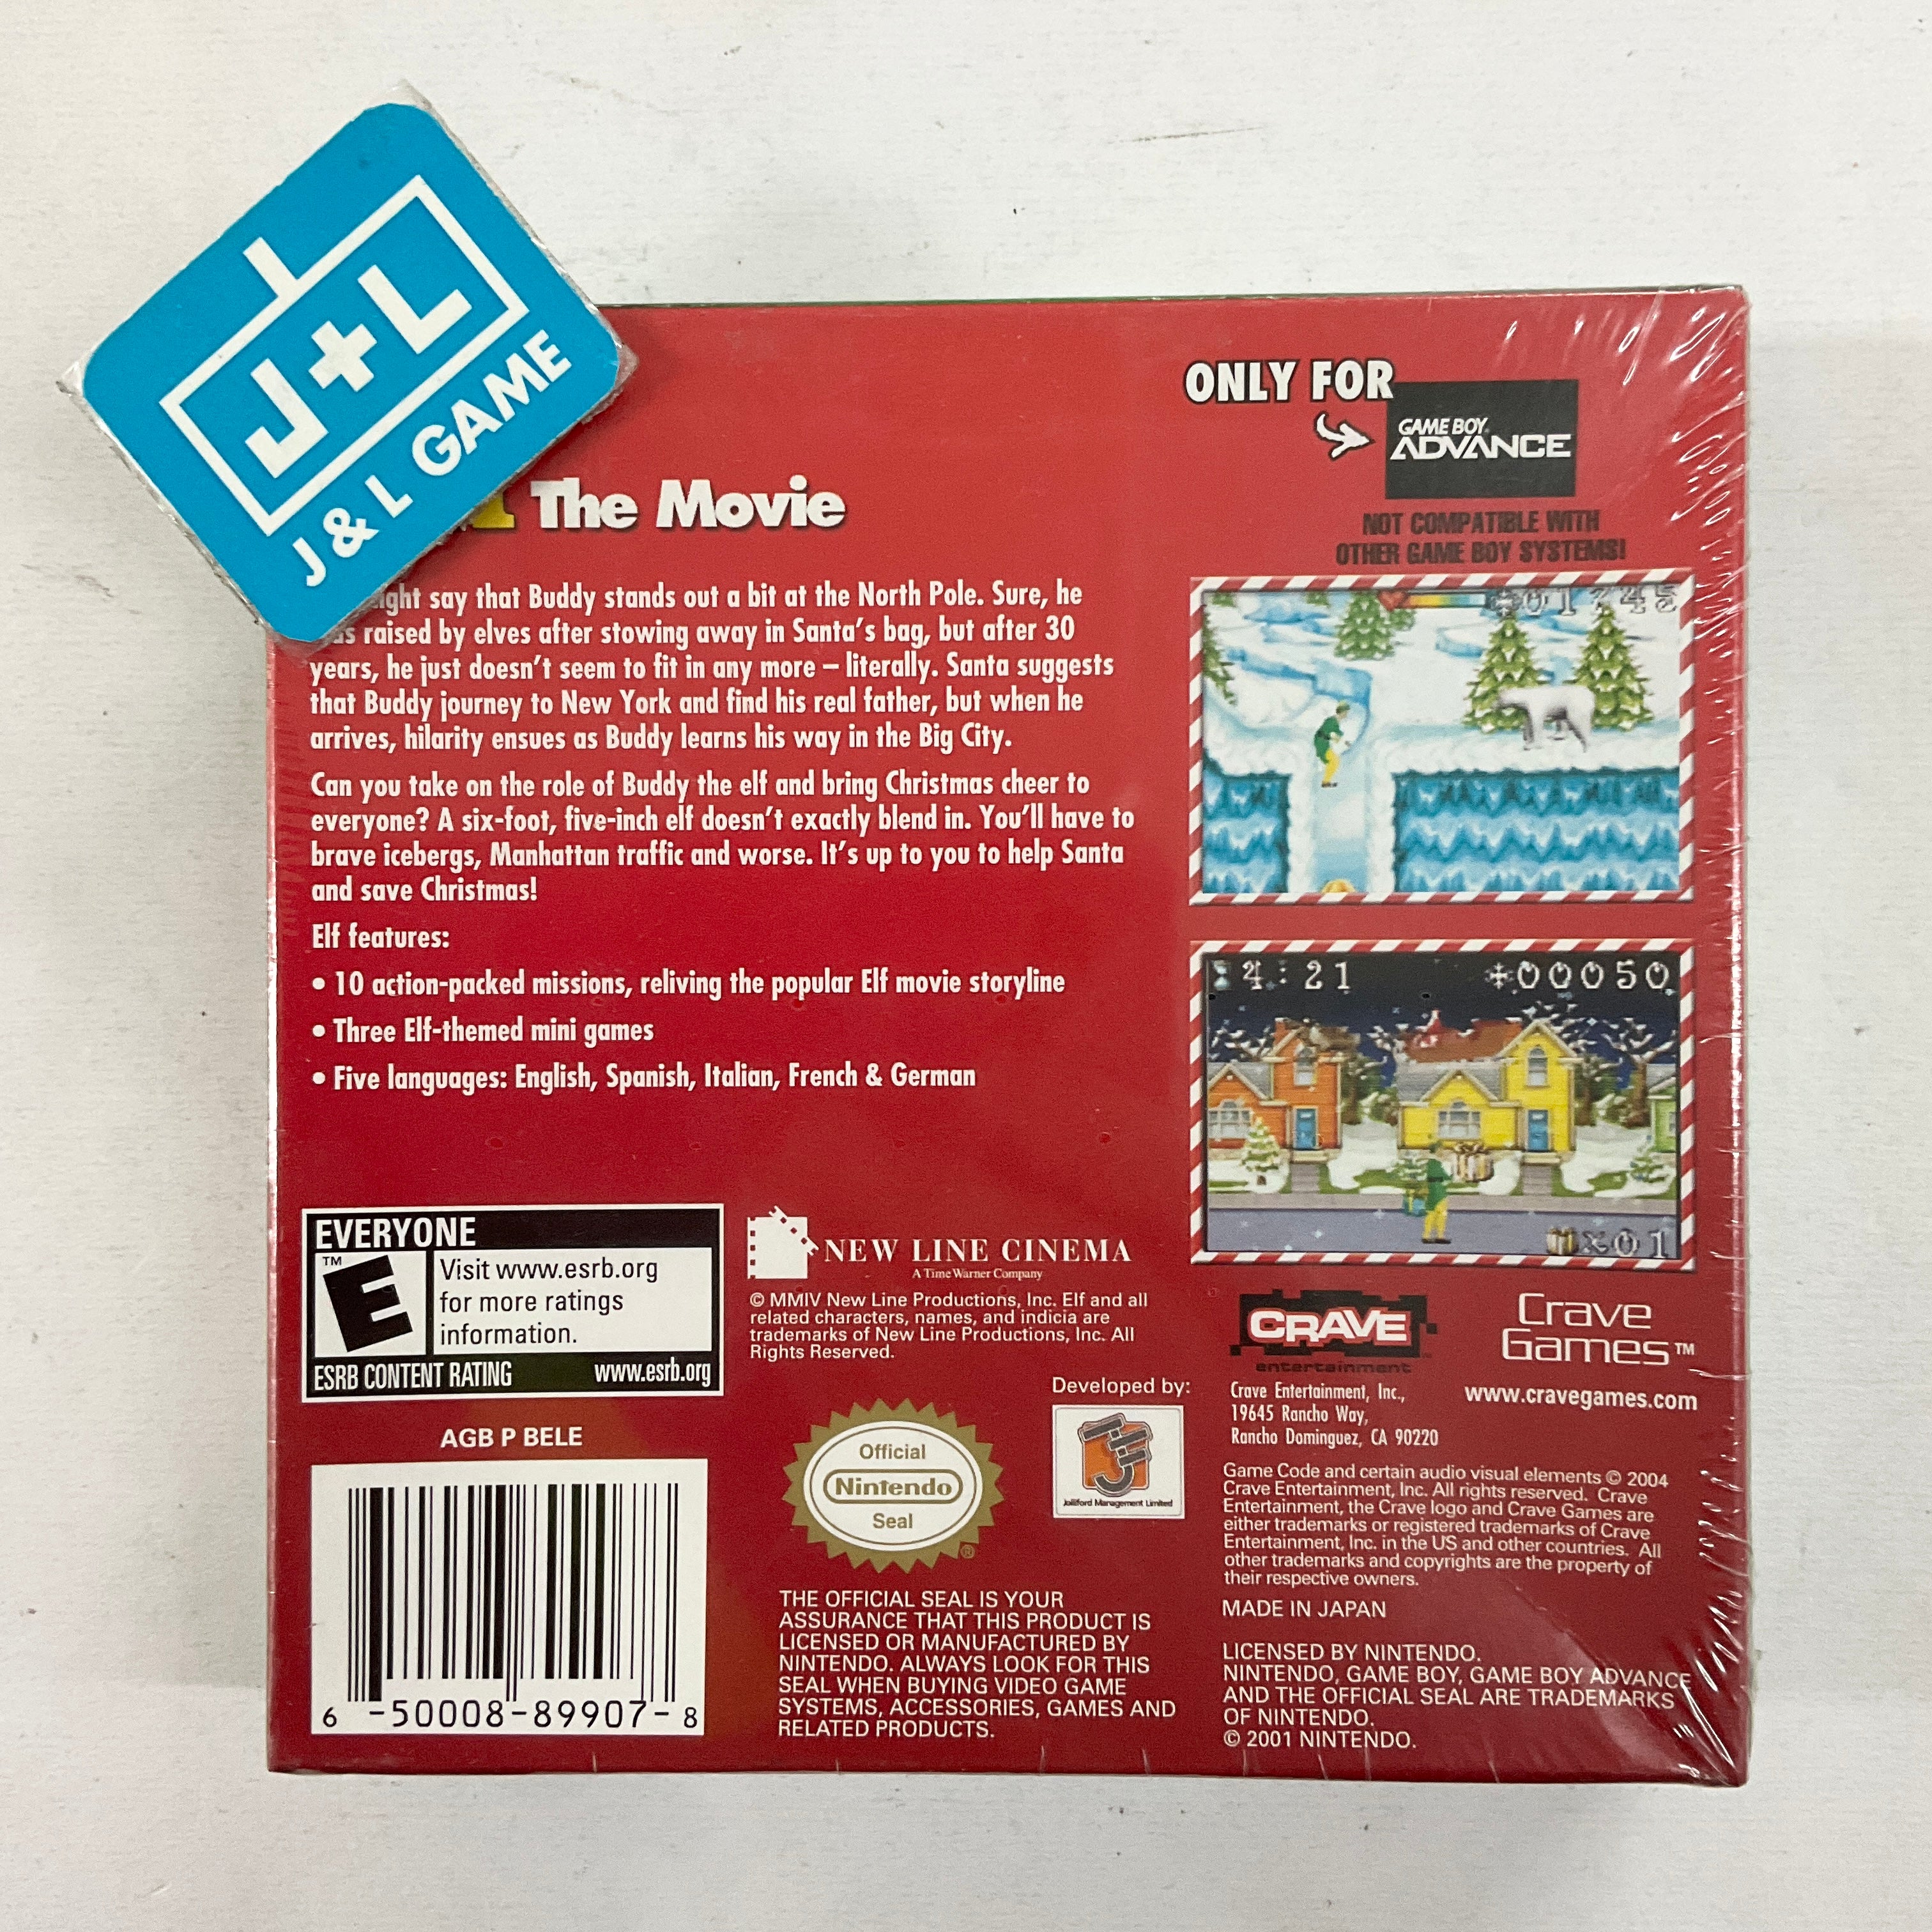 J+L
J & L GAME
The Movie
say that Buddy stands out a bit at the North Pole. Sure, he
raised by elves after stowing away in Santa's bag, but after 30
years, he just doesn't seem to fit in any more – literally. Santa suggests
that Buddy journey to New York and find his real father, but when he
arrives, hilarity ensues as Buddy learns his way in the Big City.
Can you take on the role of Buddy the elf and bring Christmas cheer to
everyone? A six-foot, five-inch elf doesn't exactly blend in. You'll have to
brave icebergs, Manhattan traffic and worse. It's up to you to help Santa
and save Christmas!
Elf features:
• 10 action-packed missions, reliving the popular Elf movie storyline
• Three Elf-themed mini games
• Five languages: English, Spanish, Italian, French & German
ONLY FOR
GAME BOY
ADVANCE
NOT COMPATIBLE WITH
OTHER GAME BOY SYSTEMS!
4:21
00050
x01
EVERYONE
E TM
Visit www.esrb.org
for more ratings
information.
ESRB CONTENT RATING www.esrb.org
AGB P BELE
6 -50008-89907- 8
NEW LINE CINEMA
A Time Warner Company
© MMIV New Line Productions, Inc. Elf and all
related characters, names, and indicia are
trademarks of New Line Productions, Inc. All
Rights Reserved.
Official
Nintendo
Seal
®
THE OFFICIAL SEAL IS YOUR
ASSURANCE THAT THIS PRODUCT IS
LICENSED OR MANUFACTURED BY
NINTENDO. ALWAYS LOOK FOR THIS
SEAL WHEN BUYING VIDEO GAME
SYSTEMS, ACCESSORIES, GAMES AND
RELATED PRODUCTS.
Developed by:
Jolliford Management Limited
CRAVE
entertainment
Crave
Games™
Crave Entertainment, Inc.,
19645 Rancho Way,
Rancho Dominguez, CA 90220
www.cravegames.com
Game Code and certain audio visual elements © 2004
Crave Entertainment, Inc. All rights reserved. Crave
Entertainment, the Crave logo and Crave Games are
either trademarks or registered trademarks of Crave
Entertainment, Inc. in the US and other countries. All
other trademarks and copyrights are the property of
their respective owners.
MADE IN JAPAN
LICENSED BY NINTENDO.
NINTENDO, GAME BOY, GAME BOY ADVANCE
AND THE OFFICIAL SEAL ARE TRADEMARKS
OF NINTENDO.
© 2001 NINTENDO.